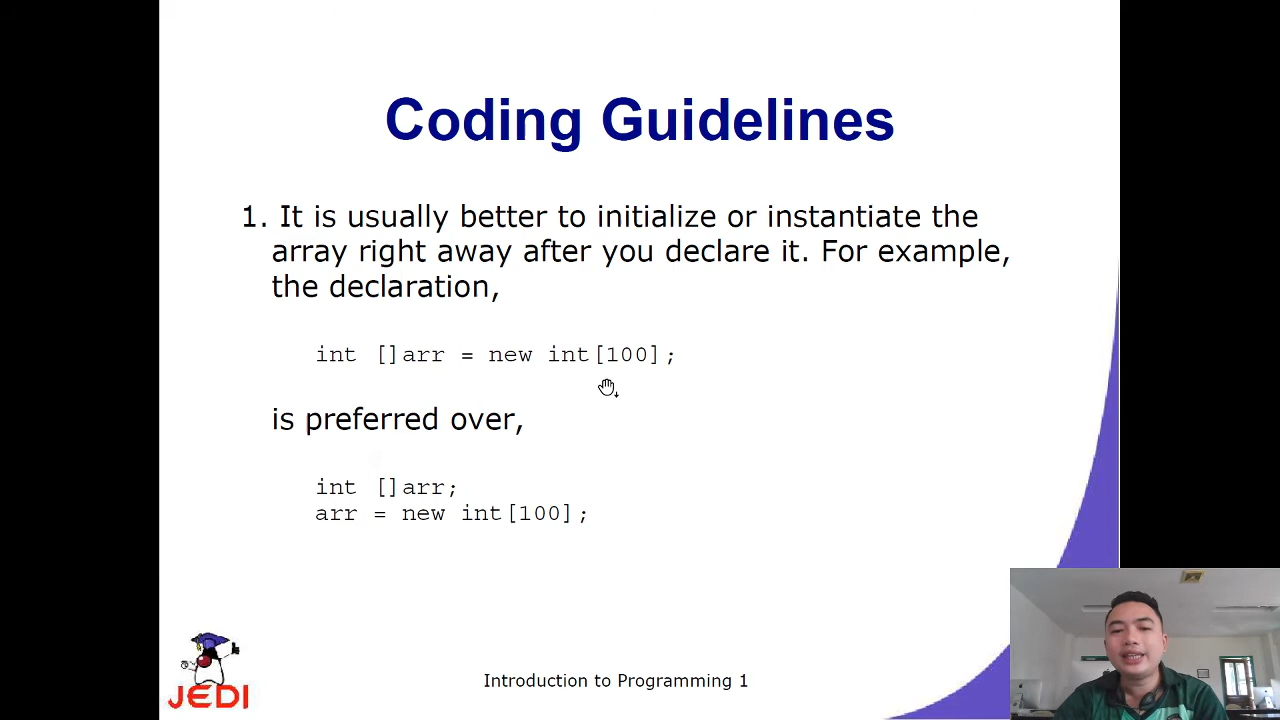 Coding Guidelines
1. It is usually better to initialize or instantiate the
array right away after you declare it. For example,
the declaration,
int []arr = new int[100];
is preferred over,
int []arr;
arr = new int[100];
JEDI
Introduction to Programming 1